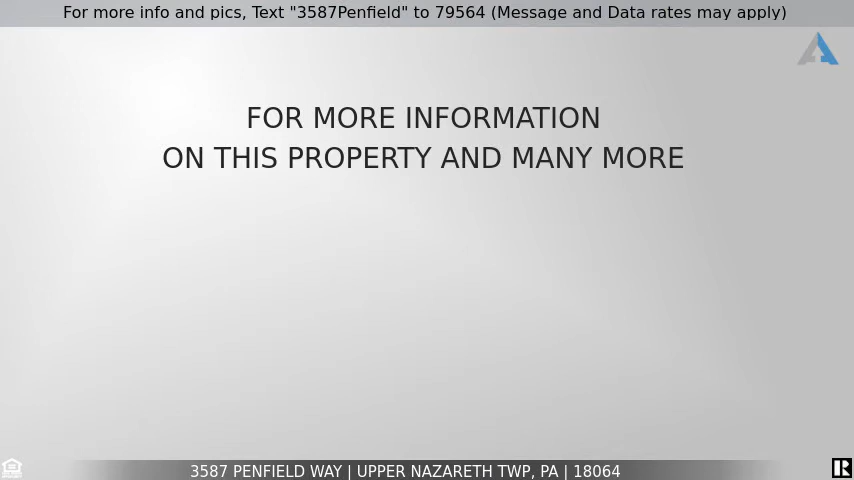 For more info and pics, Text "3587Penfield" to 79564 (Message and Data rates may apply)
FOR MORE INFORMATION
ON THIS PROPERTY AND MANY MORE
3587 PENFIELD WAY | UPPER NAZARETH TWP, PA | 18064